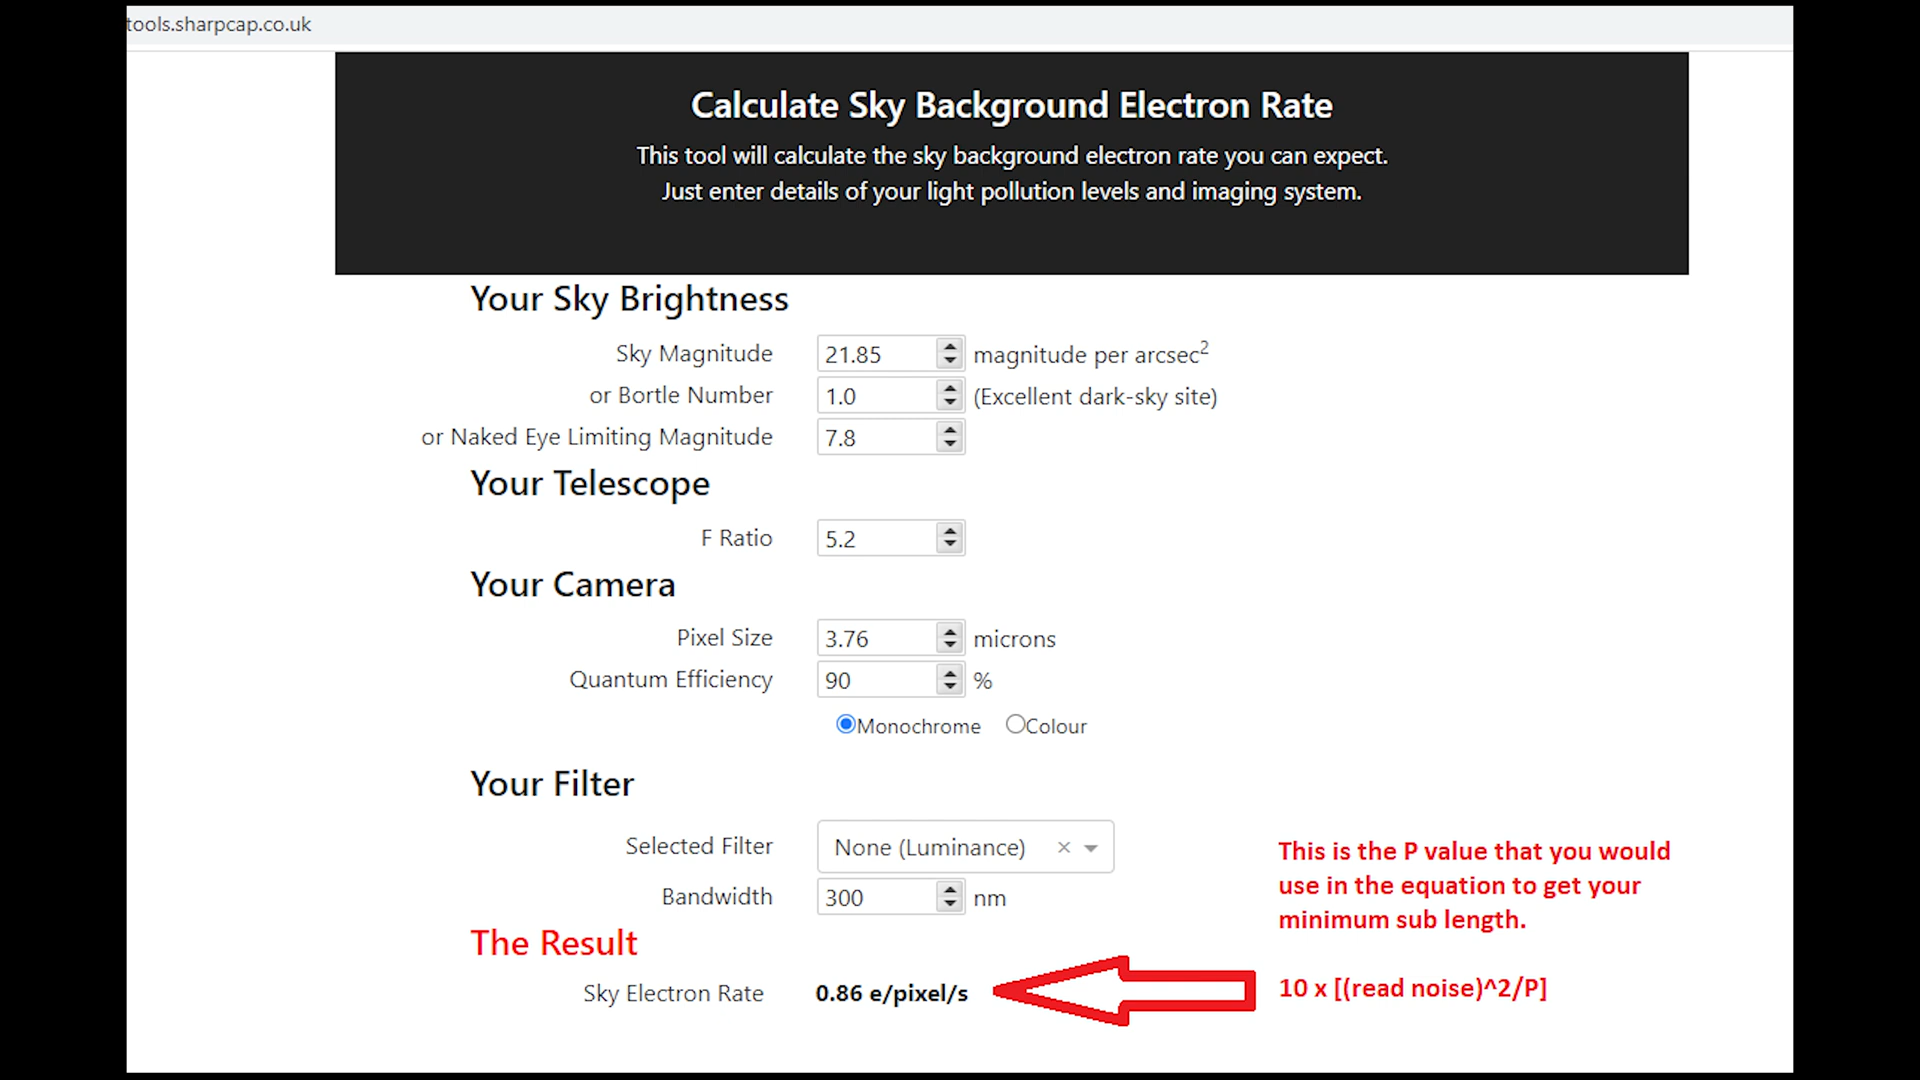 tools.sharpcap.co.uk
Calculate Sky Background Electron Rate
This tool will calculate the sky background electron rate you can expect.
Just enter details of your light pollution levels and imaging system.
Your Sky Brightness
Sky Magnitude 21.85 magnitude per arcsec²
or Bortle Number 1.0 (Excellent dark-sky site)
or Naked Eye Limiting Magnitude 7.8
Your Telescope
F Ratio 5.2
Your Camera
Pixel Size 3.76 microns
Quantum Efficiency 90 %
Monochrome Colour
Your Filter
Selected Filter None (Luminance) ×
Bandwidth 300 nm
This is the P value that you would
use in the equation to get your
minimum sub length.
The Result
Sky Electron Rate 0.86 e/pixel/s
10 x [(read noise)^2/P]